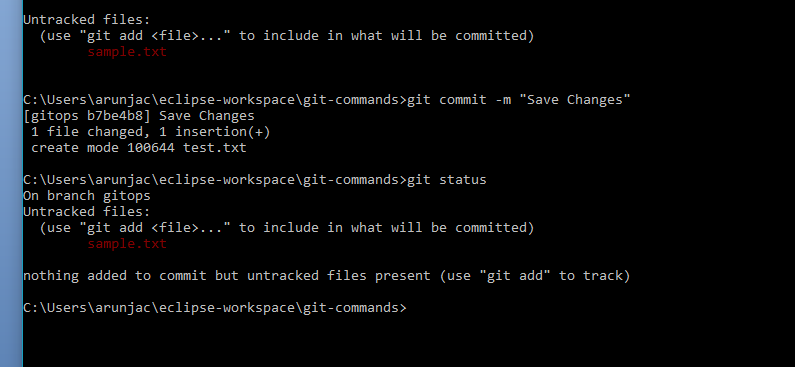 Untracked files:
  (use "git add <file>..." to include in what will be committed)
        sample.txt
C:\Users\arunjac\eclipse-workspace\git-commands>git commit -m "Save Changes"
[gitops b7be4b8] Save Changes
 1 file changed, 1 insertion(+)
 create mode 100644 test.txt
C:\Users\arunjac\eclipse-workspace\git-commands>git status
On branch gitops
Untracked files:
  (use "git add <file>..." to include in what will be committed)
        sample.txt
nothing added to commit but untracked files present (use "git add" to track)
C:\Users\arunjac\eclipse-workspace\git-commands>